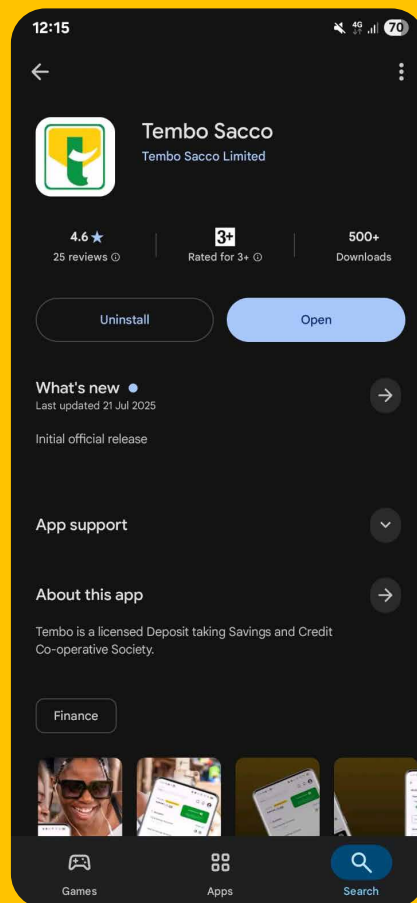 12:15
4G
70
Tembo Sacco
Tembo Sacco Limited
4.6★
25 reviews
3+
Rated for 3+
500+
Downloads
Uninstall
Open
What's new
Last updated 21 Jul 2025
Initial official release
App support
About this app
Tembo is a licensed Deposit taking Savings and Credit
Co-operative Society.
Finance
Games
Apps
Search